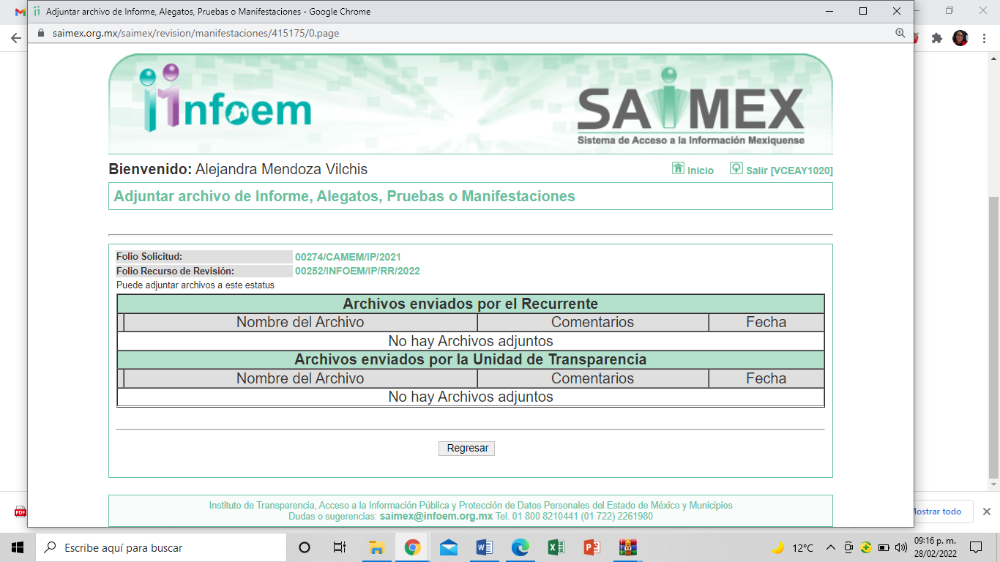 Adjuntar archivo de Informe, Alegatos, Pruebas o Manifestaciones - Google Chrome
saimex.org.mx/saimex/revision/manifestaciones/415175/0.page
infoem
SAIMEX
Sistema de Acceso a la Información Mexiquense
Bienvenido: Alejandra Mendoza Vilchis
Inicio Salir [VCEAY1020]
Adjuntar archivo de Informe, Alegatos, Pruebas o Manifestaciones
Folio Solicitud: 00274/CAMEM/IP/2021
Folio Recurso de Revisión: 00252/INFOEM/IP/RR/2022
Puede adjuntar archivos a este estatus
Archivos enviados por el Recurrente
Nombre del Archivo Comentarios Fecha
No hay Archivos adjuntos
Archivos enviados por la Unidad de Transparencia
Nombre del Archivo Comentarios Fecha
No hay Archivos adjuntos
Regresar
Instituto de Transparencia, Acceso a la Información Pública y Protección de Datos Personales del Estado de México y Municipios
Dudas o sugerencias: saimex@infoem.org.mx Tel. 01 800 8210441 (01 722) 2261980
PDF
Mostrar todo
Escribe aquí para buscar
12°C
09:16 p. m.
28/02/2022